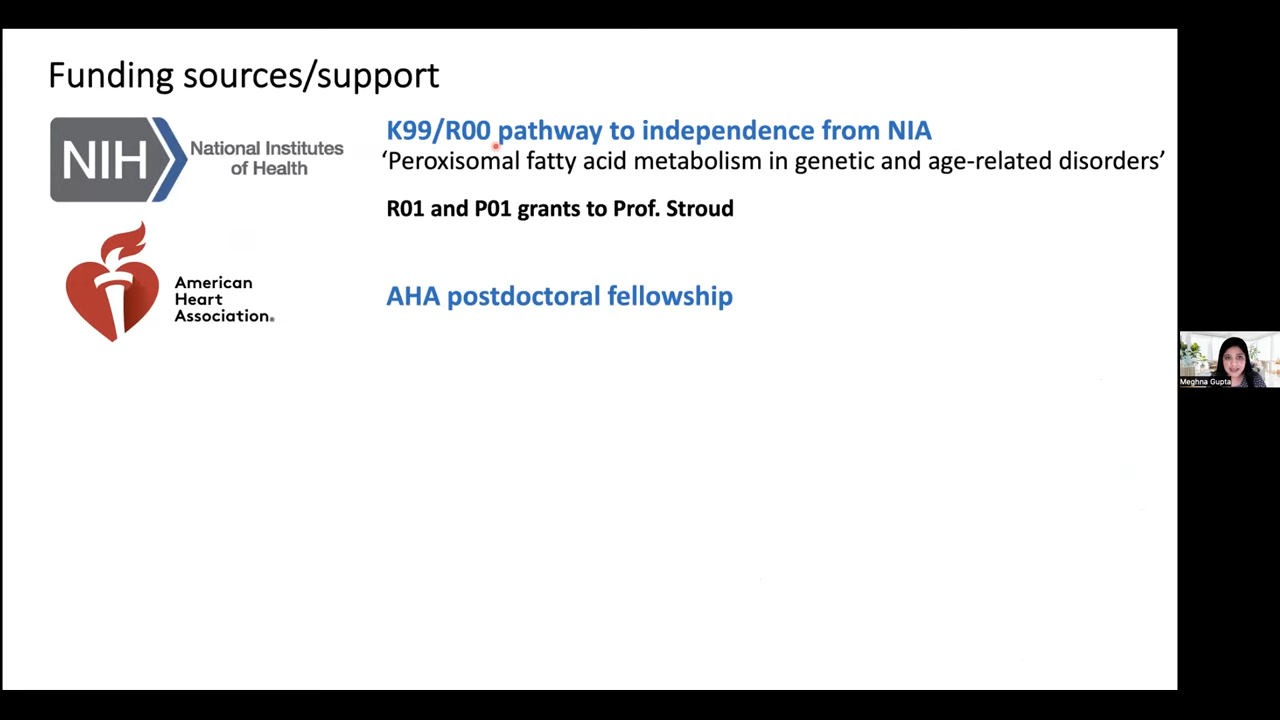 Funding sources/support
NIH
National Institutes
of Health
K99/R00 pathway to independence from NIA
‘Peroxisomal fatty acid metabolism in genetic and age-related disorders’
R01 and P01 grants to Prof. Stroud
American
Heart
Association®
AHA postdoctoral fellowship
Meghna Gupta